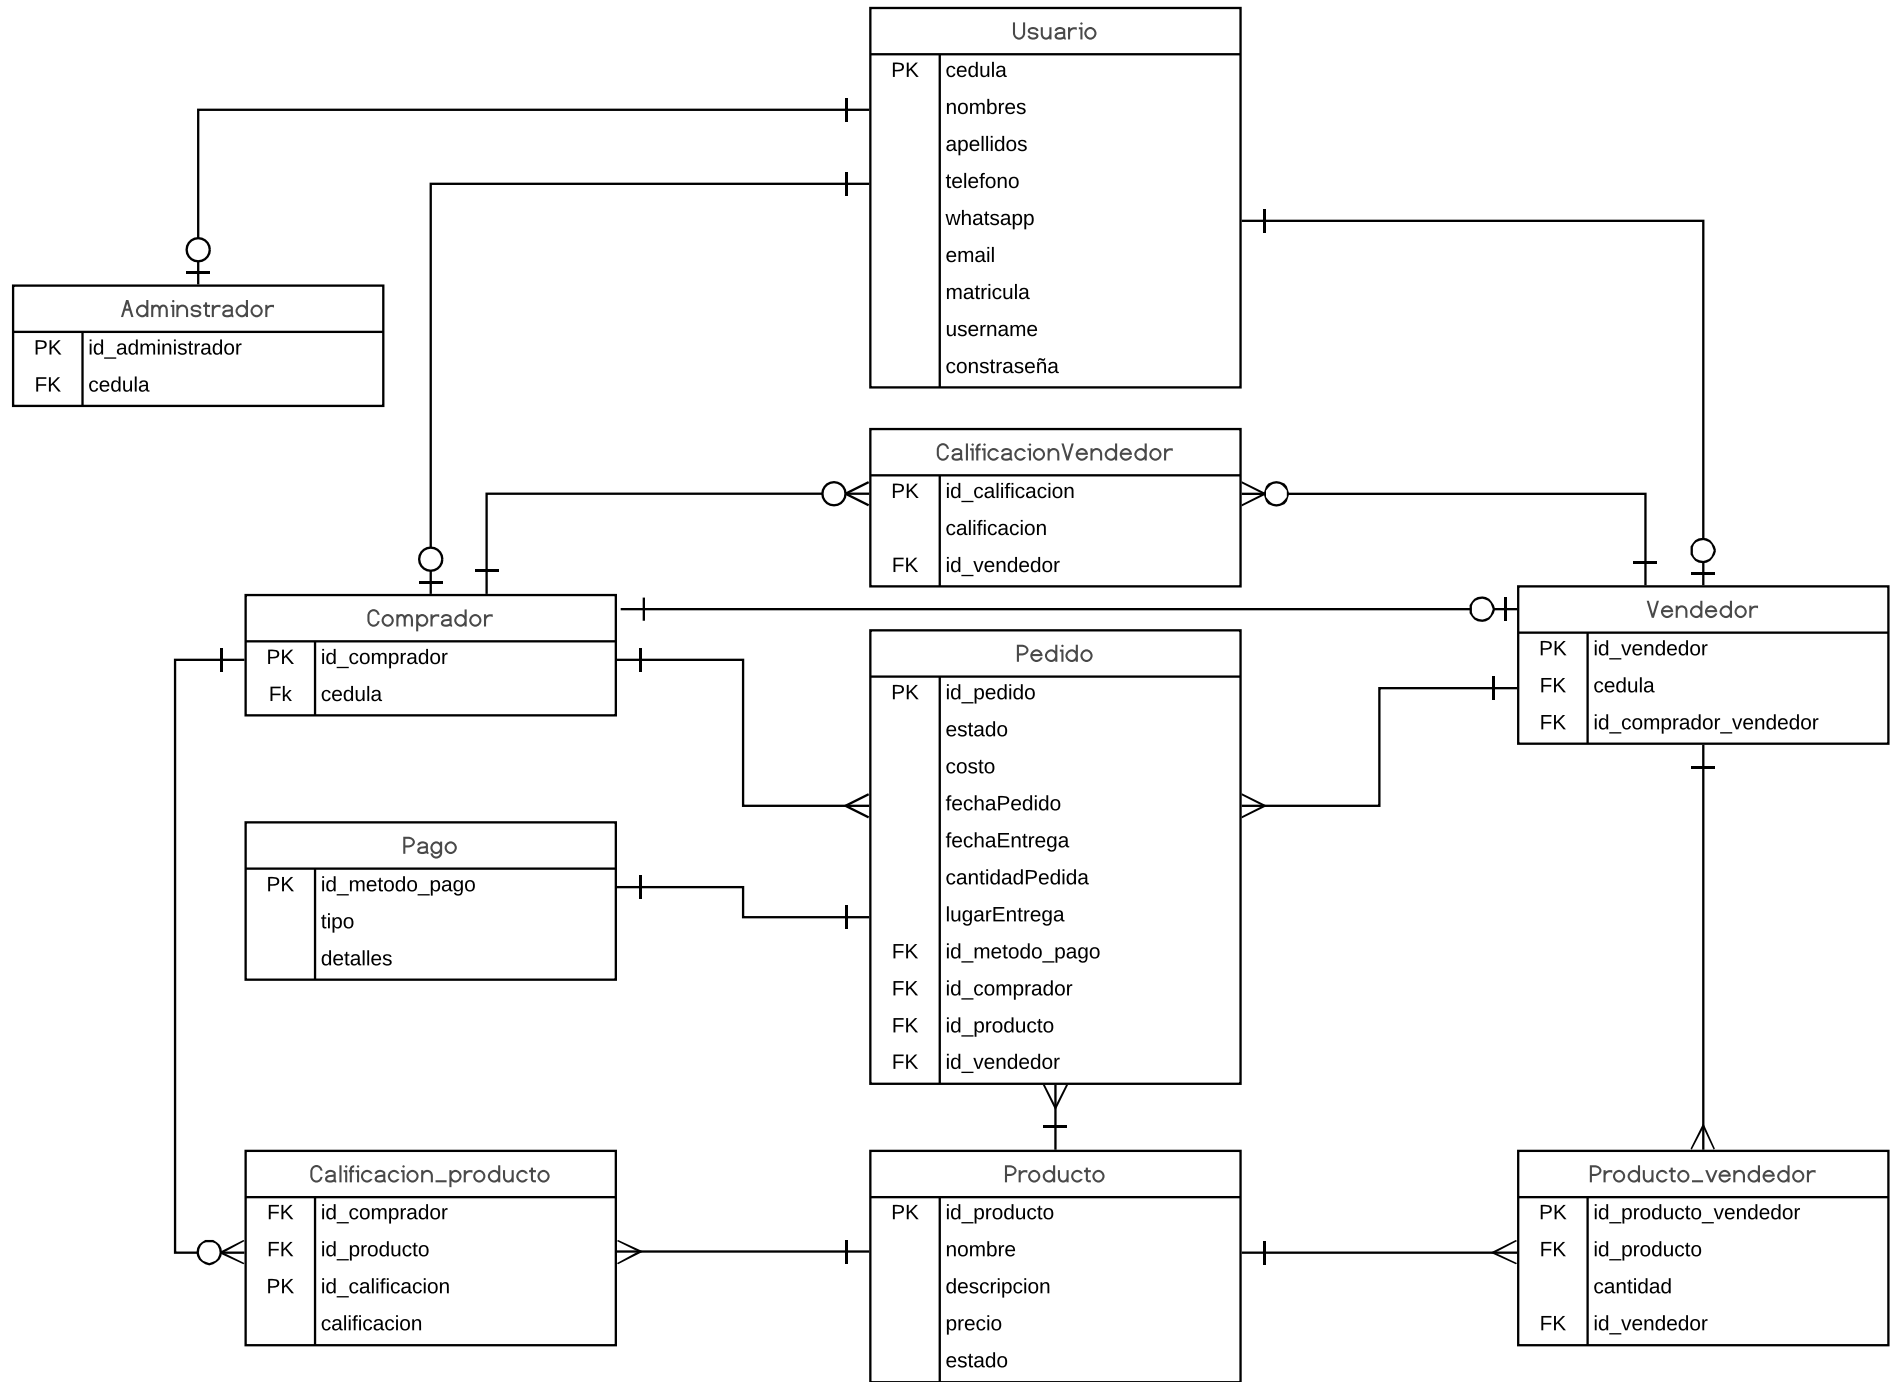 Usuario
PK cedula
nombres
apellidos
telefono
whatsapp
email
matricula
username
constraseña
Adminstrador
PK id_administrador
FK cedula
CalificacionVendedor
PK id_calificacion
calificacion
FK id_vendedor
Comprador
PK id_comprador
Fk cedula
Vendedor
PK id_vendedor
FK cedula
FK id_comprador_vendedor
Pedido
PK id_pedido
estado
costo
fechaPedido
fechaEntrega
cantidadPedida
lugarEntrega
FK id_metodo_pago
FK id_comprador
FK id_producto
FK id_vendedor
Pago
PK id_metodo_pago
tipo
detalles
Calificacion_producto
FK id_comprador
FK id_producto
PK id_calificacion
calificacion
Producto
PK id_producto
nombre
descripcion
precio
estado
Producto_vendedor
PK id_producto_vendedor
FK id_producto
cantidad
FK id_vendedor